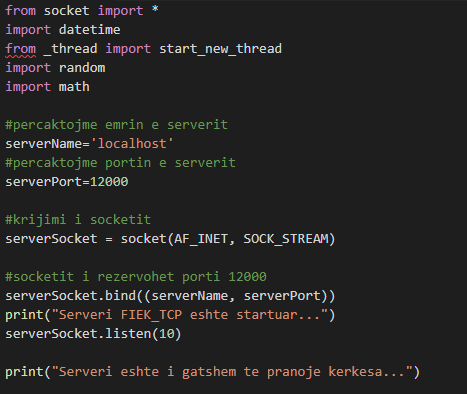 from socket import *
import datetime
from _thread import start_new_thread
import random
import math
#percaktojme emrin e serverit
serverName='localhost'
#percaktojme portin e serverit
serverPort=12000
#krijimi i socketit
serverSocket = socket(AF_INET, SOCK_STREAM)
#socketit i rezervohet porti 12000
serverSocket.bind((serverName, serverPort))
print("Serveri FIEK_TCP eshte startuar...")
serverSocket.listen(10)
print("Serveri eshte i gatshem te pranoje kerkesa...")